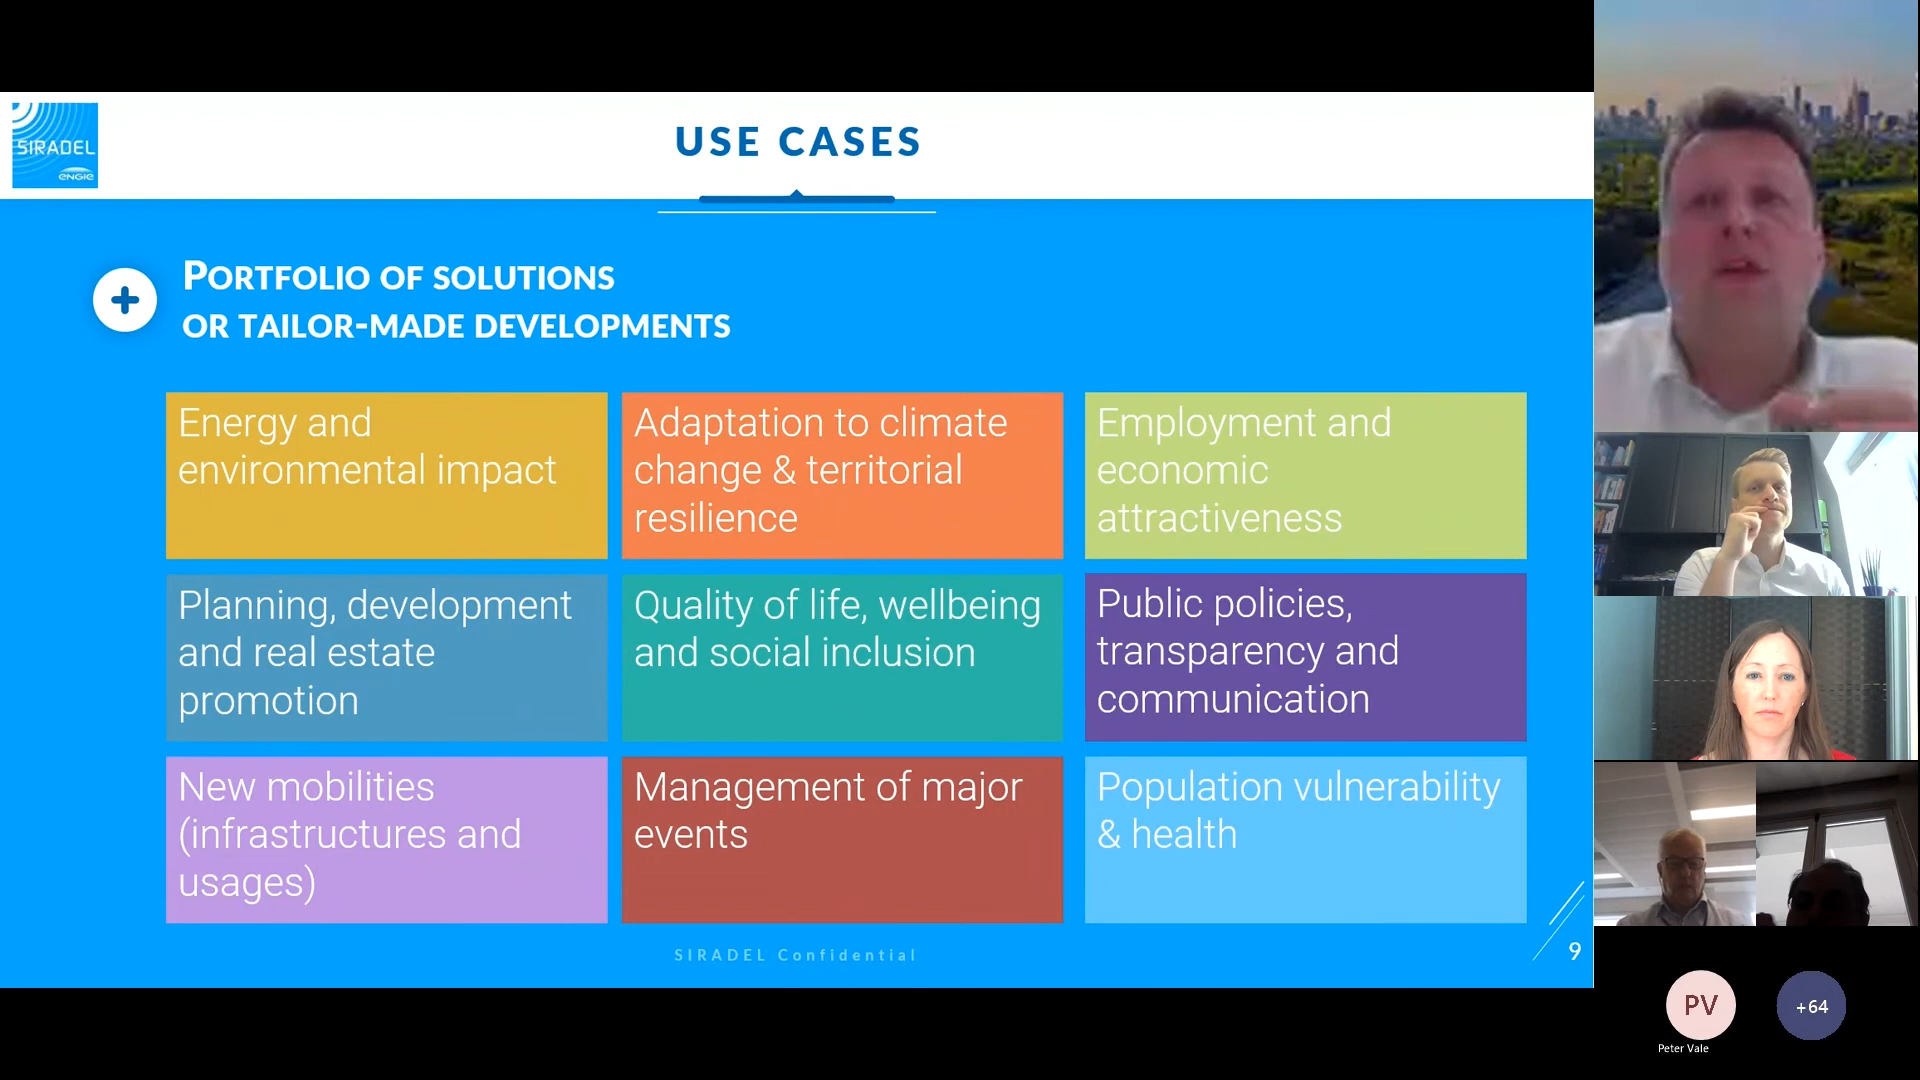 SIRADEL
ENGIE
USE CASES
PORTFOLIO OF SOLUTIONS
OR TAILOR-MADE DEVELOPMENTS
Energy and
environmental impact
Adaptation to climate
change & territorial
resilience
Employment and
economic
attractiveness
Planning, development
and real estate
promotion
Quality of life, wellbeing
and social inclusion
Public policies,
transparency and
communication
New mobilities
(infrastructures and
usages)
Management of major
events
Population vulnerability
& health
SIRADEL Confidential
9
PV
+64
Peter Vale